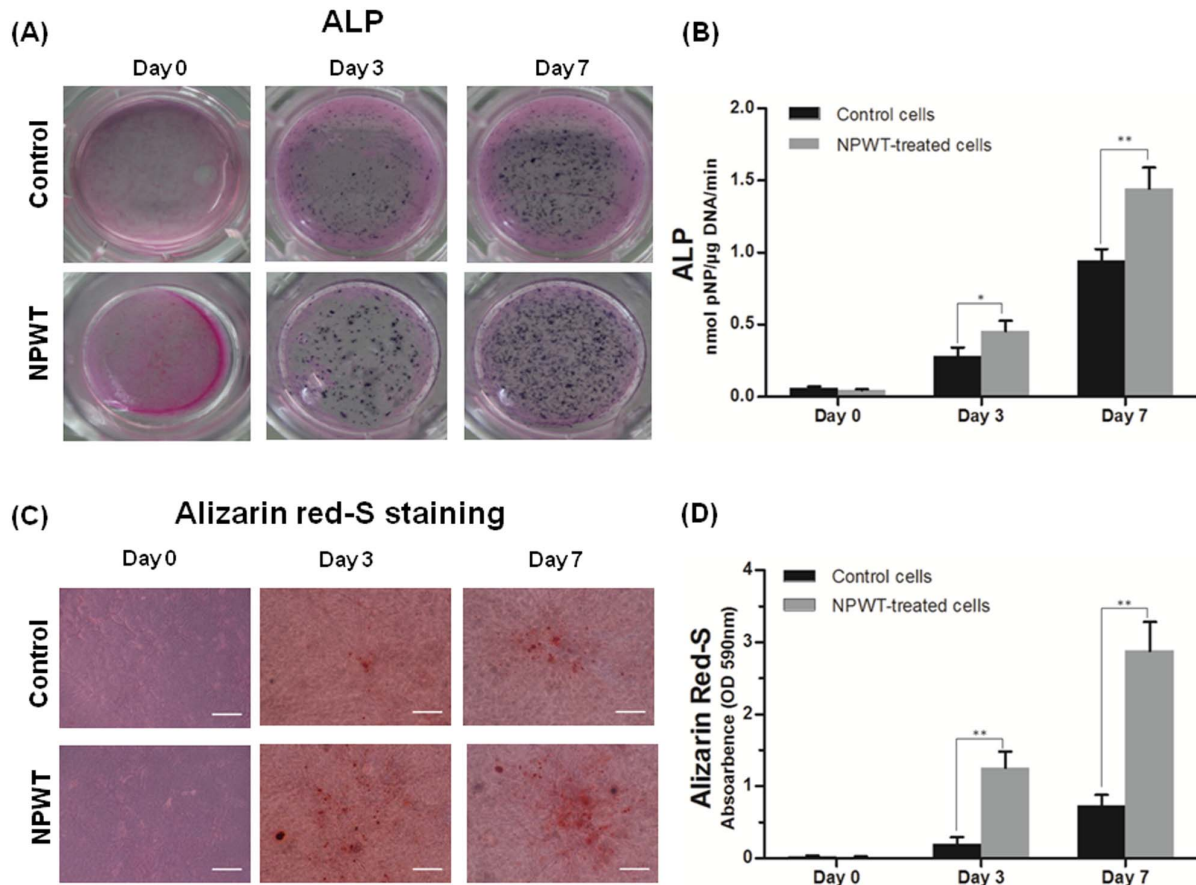 (A)
ALP
Day 0
Day 3
Day 7
Control
NPWT
(B)
ALP
nmol pNP/µg DNA/min
2.0
1.5
1.0
0.5
0.0
Control cells
NPWT-treated cells
*
**
Day 0
Day 3
Day 7
(C)
Alizarin red-S staining
Day 0
Day 3
Day 7
Control
NPWT
(D)
Alizarin Red-S
Absoarbence (OD 590nm)
4
3
2
1
0
Control cells
NPWT-treated cells
**
**
Day 0
Day 3
Day 7